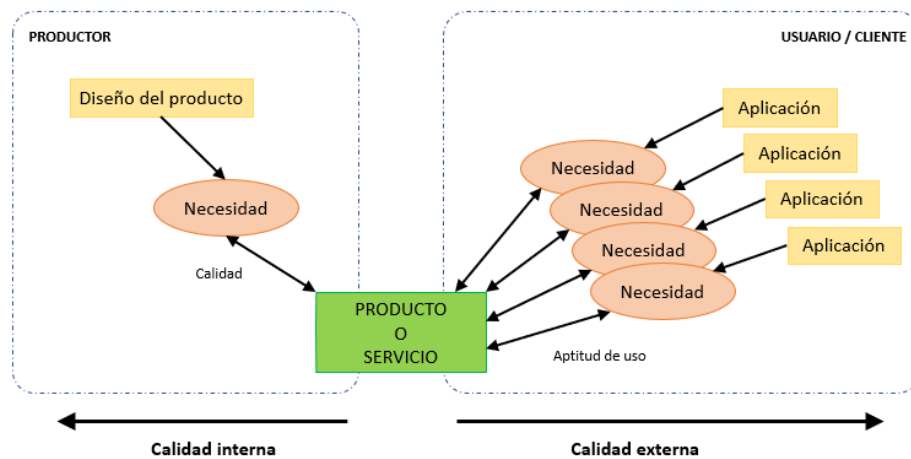 PRODUCTOR
Diseño del producto
Necesidad
Calidad
PRODUCTO
O
SERVICIO
USUARIO / CLIENTE
Aplicación
Aplicación
Aplicación
Aplicación
Necesidad
Necesidad
Necesidad
Necesidad
Aptitud de uso
Calidad interna
Calidad externa